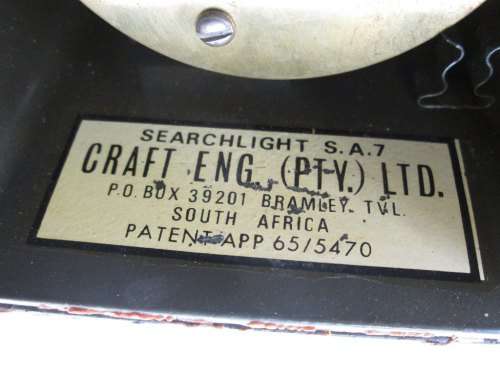 SEARCHLIGHT S.A.7
CRAFT ENG. (PTY.) LTD.
P.O. BOX 39201 BRAMLEY. TVL.
SOUTH AFRICA
PATENT APP 65/5470